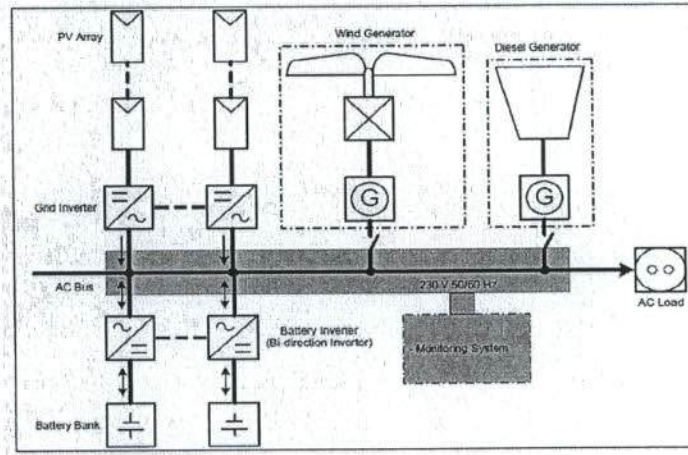 PV Array
Wind Generator
Diesel Generator
Grid Inverter
G
G
AC Bus
230 V 50/60 Hz
AC Load
Battery Inverter
(Bi-direction Invertor)
- Monitoring System
Battery Bank